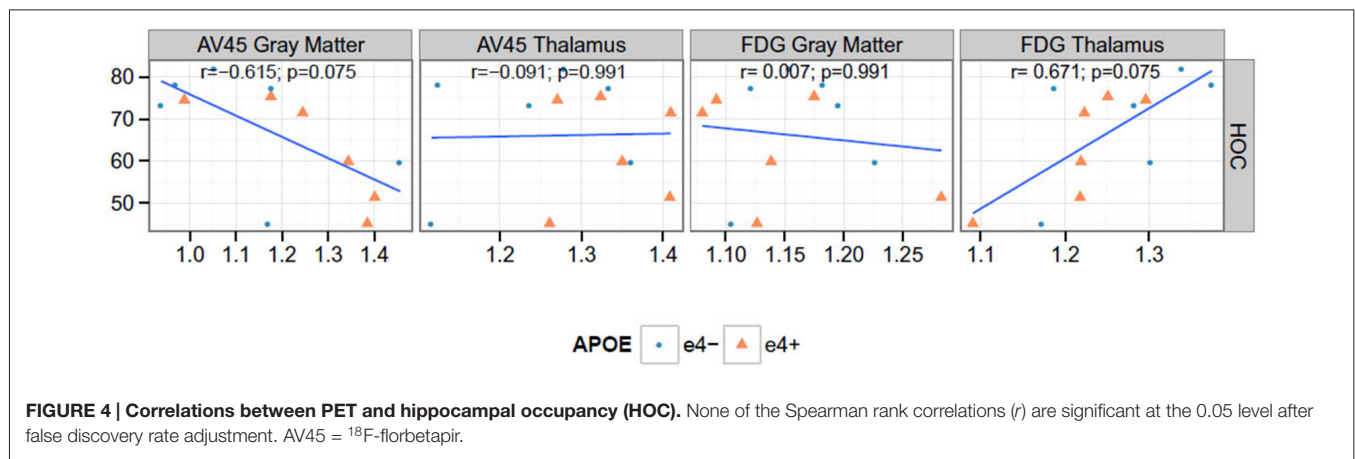 AV45 Gray Matter AV45 Thalamus FDG Gray Matter FDG Thalamus
r=−0.615; p=0.075 r=−0.091; p=0.991 r= 0.007; p=0.991 r= 0.671; p=0.075
80
70
60
50
HOC
1.0 1.1 1.2 1.3 1.4 1.2 1.3 1.4 1.10 1.15 1.20 1.25 1.1 1.2 1.3
APOE e4− e4+
FIGURE 4 | Correlations between PET and hippocampal occupancy (HOC). None of the Spearman rank correlations (r) are significant at the 0.05 level after
false discovery rate adjustment. AV45 = ¹⁸F-florbetapir.